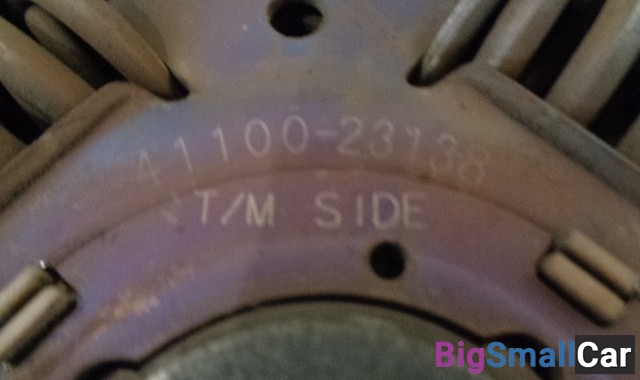 41100-23138
T/M SIDE
BigSmallCar